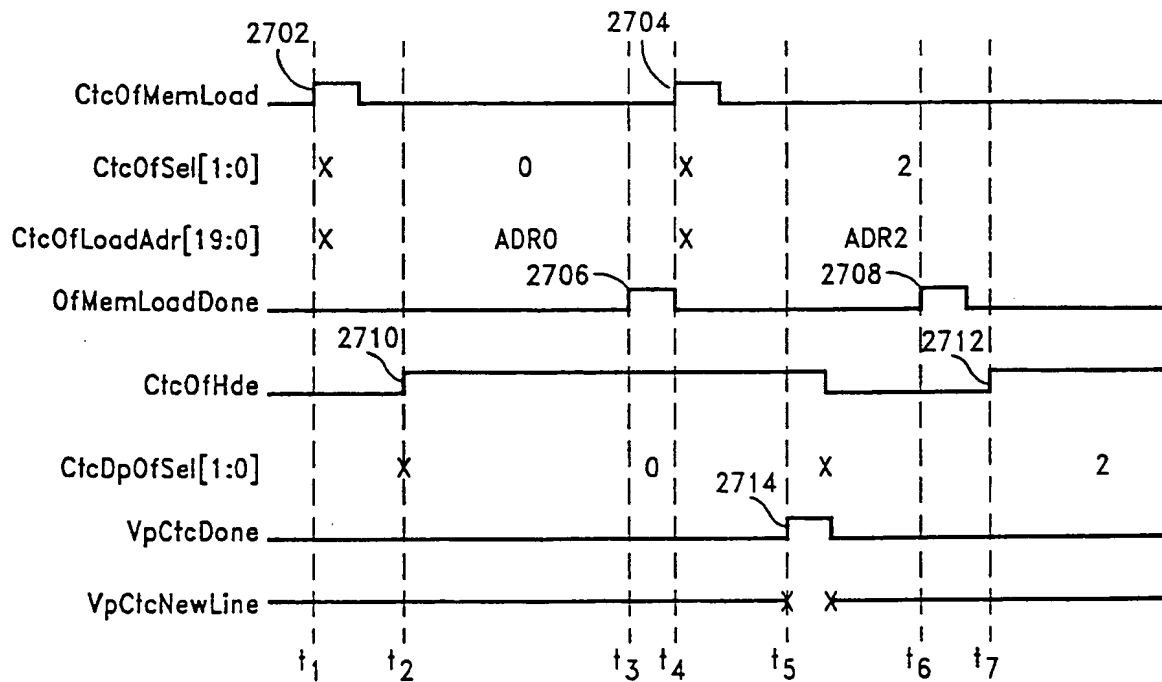 2702 2704
CtcOfMemLoad
CtcOfSel[1:0] X 0 X 2
CtcOfLoadAdr[19:0] X ADR0 X ADR2
2706 2708
OfMemLoadDone
2710 2712
CtcOfHde
CtcDpOfSel[1:0] X 0 X 2
2714
VpCtcDone
VpCtcNewLine X X
t1 t2 t3 t4 t5 t6 t7